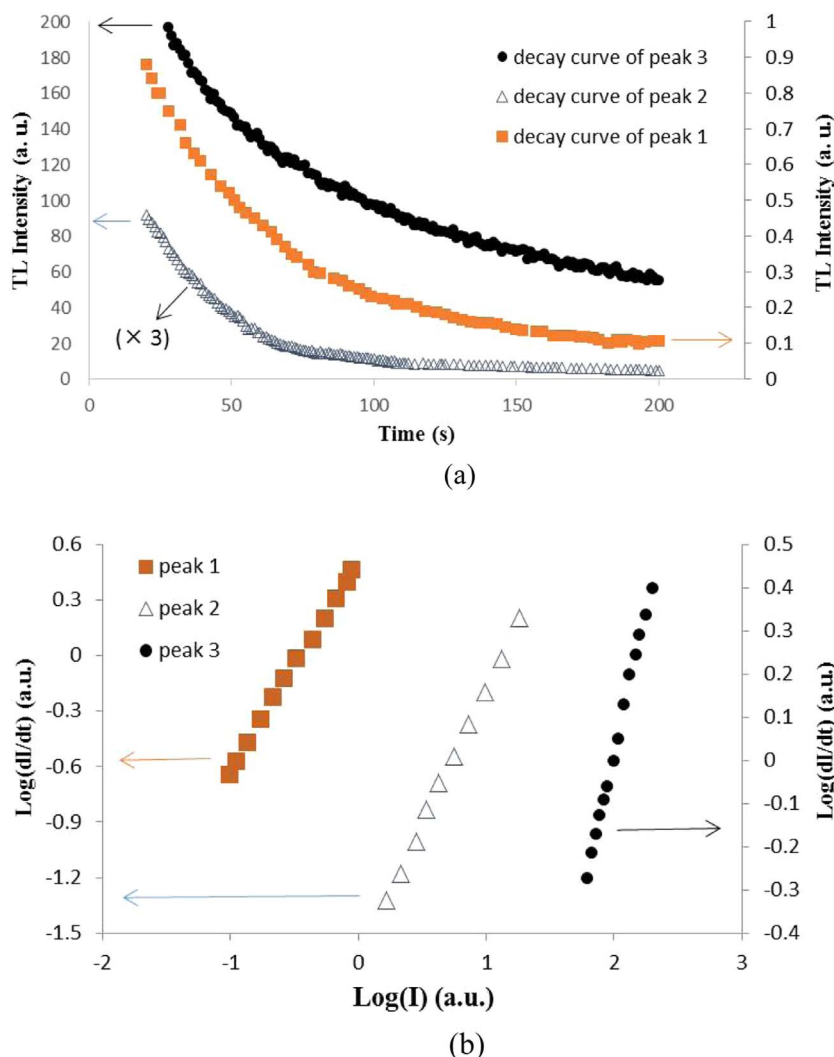 200
180
160
140
120
100
80
60
40
20
0
TL Intensity (a. u.)
1
0.9
0.8
0.7
0.6
0.5
0.4
0.3
0.2
0.1
0
TL Intensity (a. u.)
decay curve of peak 3
decay curve of peak 2
decay curve of peak 1
(× 3)
0 50 100 150 200
Time (s)
(a)
0.6
0.3
0
-0.3
-0.6
-0.9
-1.2
-1.5
Log(dI/dt) (a.u.)
peak 1
peak 2
peak 3
0.5
0.4
0.3
0.2
0.1
0
-0.1
-0.2
-0.3
-0.4
Log(dI/dt) (a.u.)
-2 -1 0 1 2 3
Log(I) (a.u.)
(b)